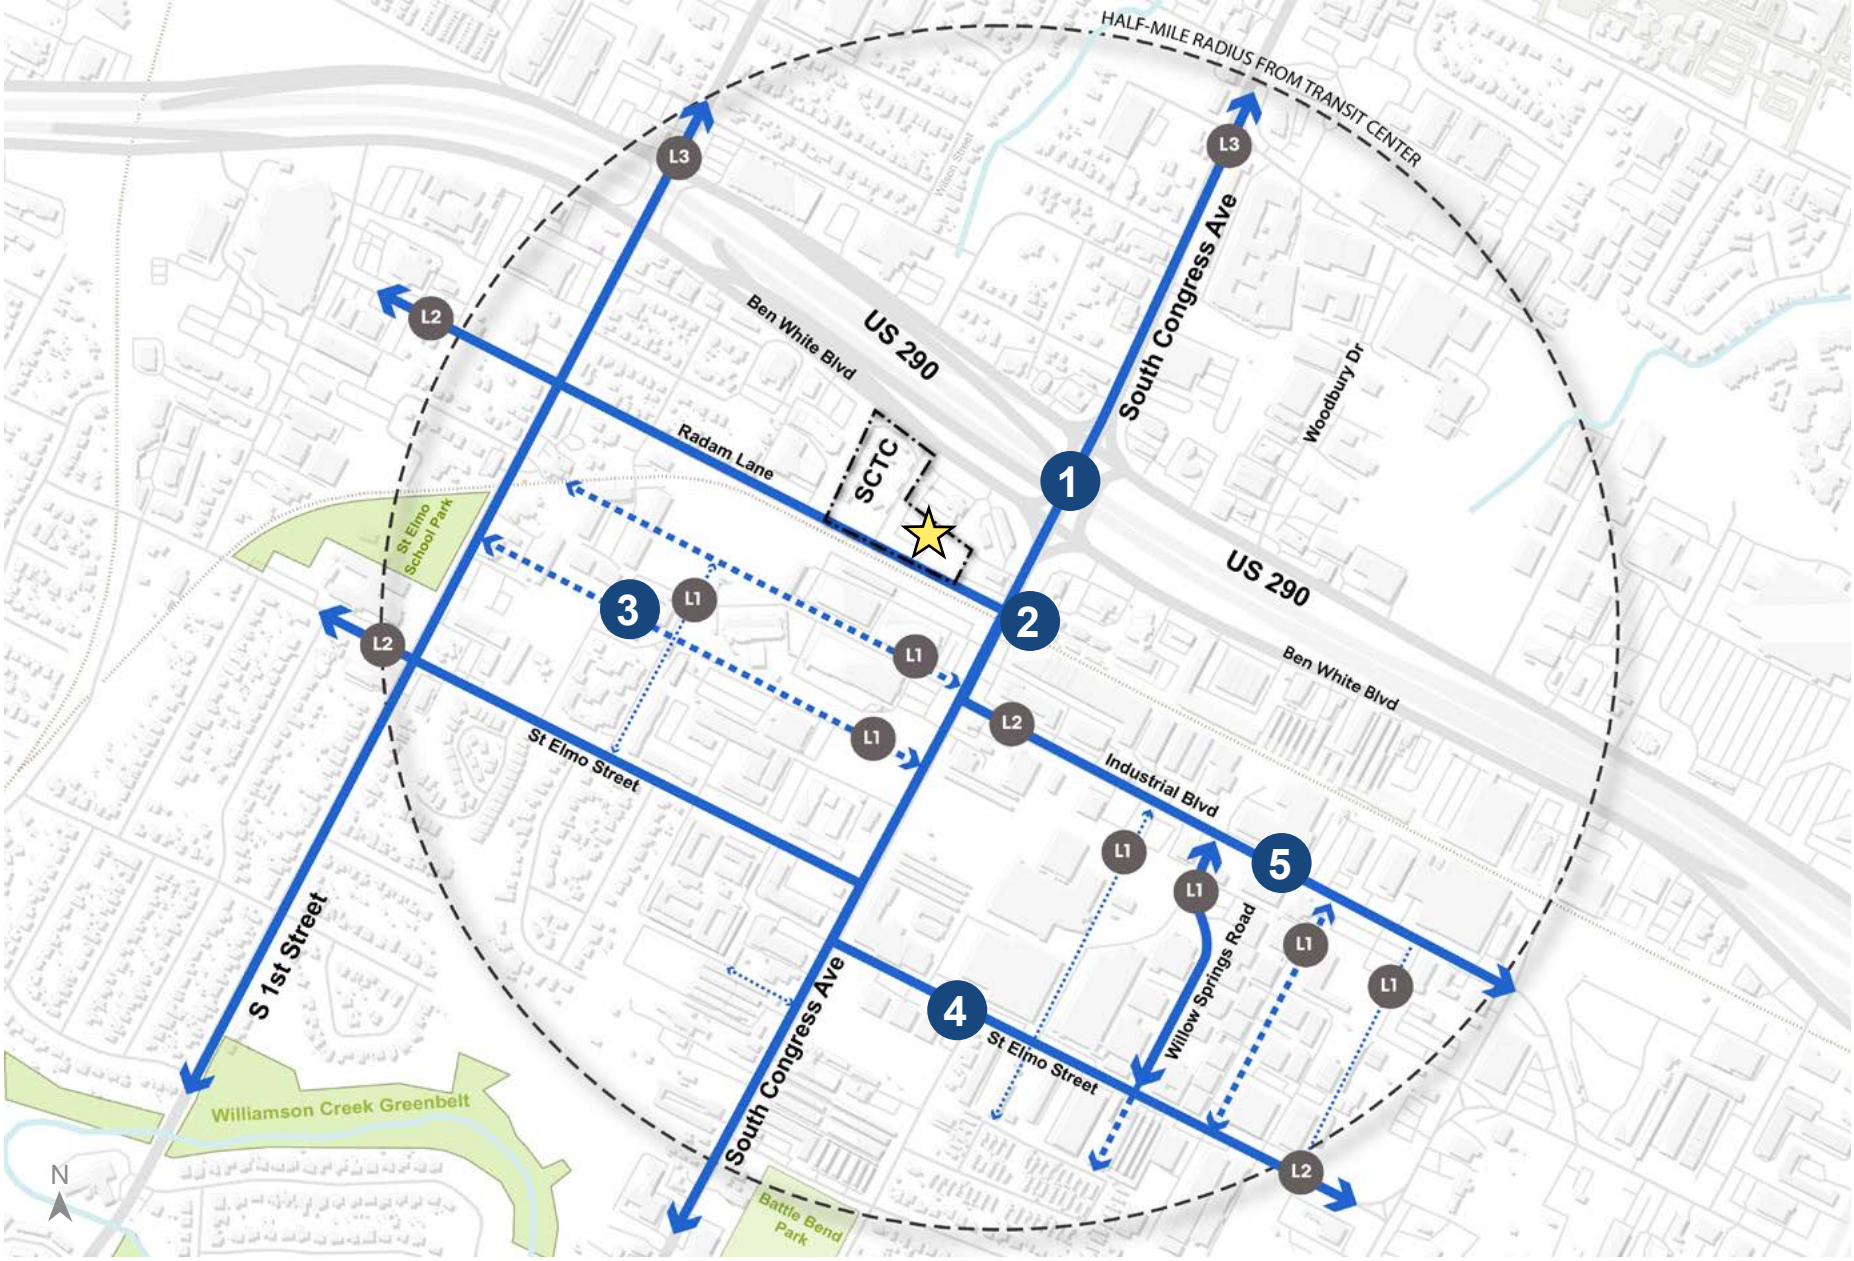 HALF-MILE RADIUS FROM TRANSIT CENTER
L3
L3
Wilson Street
South Congress Ave
L2
Ben White Blvd
US 290
Woodbury Dr
Radam Lane
SCTC
1
St Elmo
School Park
US 290
3
L1
2
L2
L1
Ben White Blvd
L1
L2
St Elmo Street
Industrial Blvd
L1
5
L1
S 1st Street
Willow Springs Road
L1
L1
South Congress Ave
4
St Elmo Street
Williamson Creek Greenbelt
L2
N
Battle Bend
Park